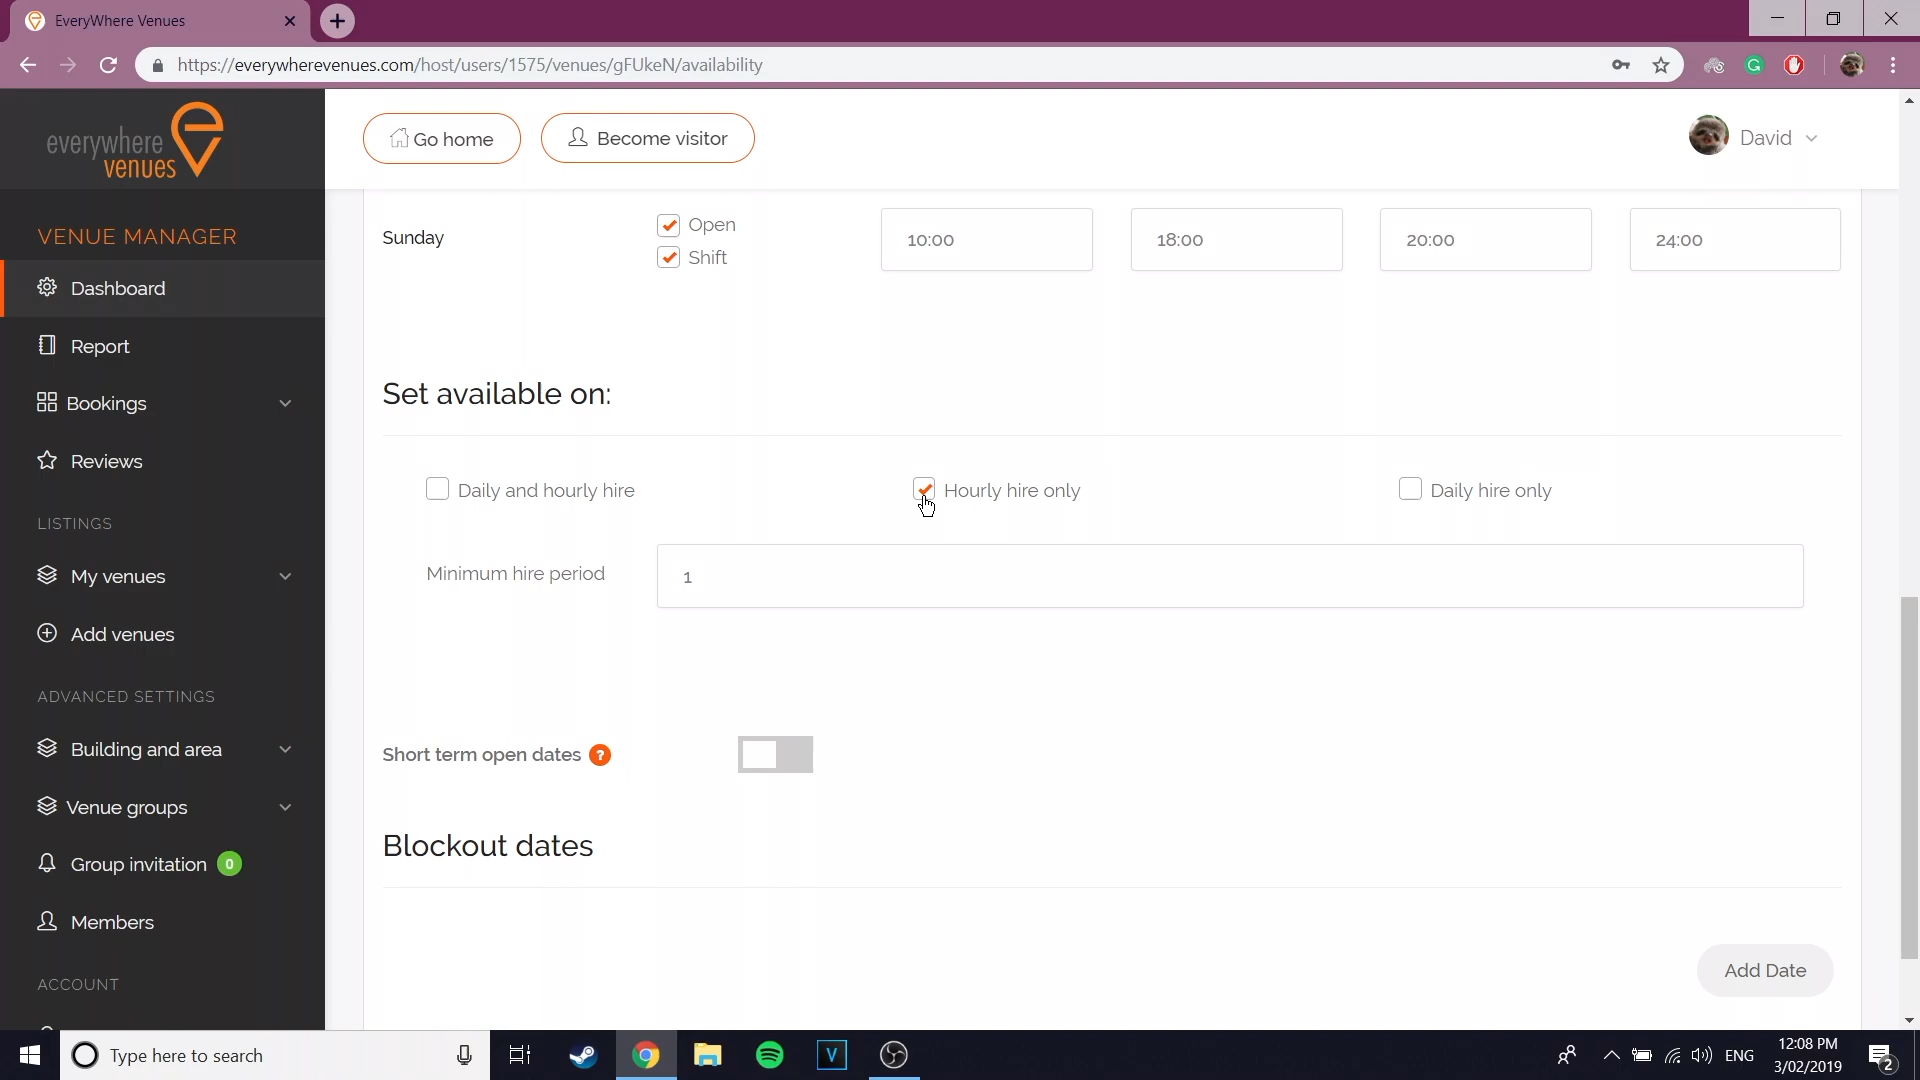 EveryWhere Venues
https://everywherevenues.com/host/users/1575/venues/gFUkeN/availability
everywhere
venues
Go home
Become visitor
David
VENUE MANAGER
Dashboard
Report
Bookings
Reviews
LISTINGS
My venues
Add venues
ADVANCED SETTINGS
Building and area
Venue groups
Group invitation 0
Members
ACCOUNT
Sunday
Open
Shift
10:00
18:00
20:00
24:00
Set available on:
Daily and hourly hire
Hourly hire only
Daily hire only
Minimum hire period
1
Short term open dates ?
Blockout dates
Add Date
Type here to search
ENG
12:08 PM
3/02/2019
2